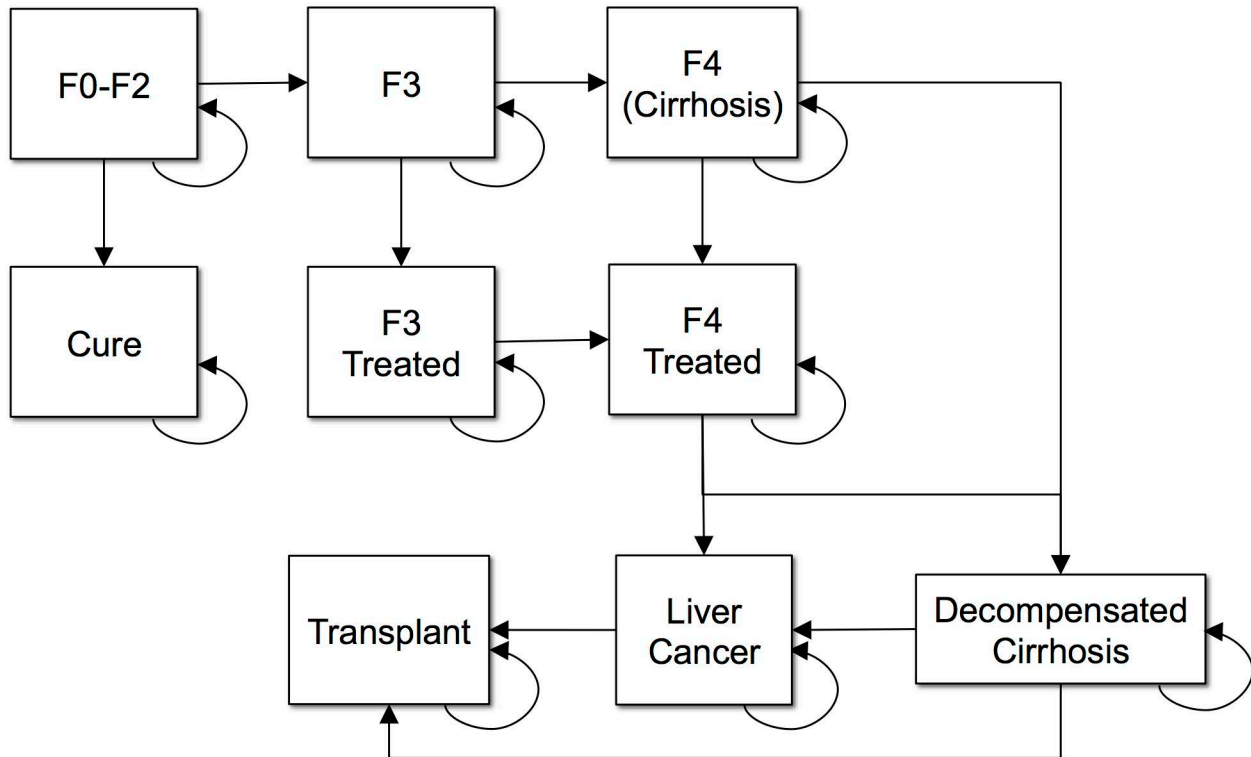 F0-F2
F3
F4
(Cirrhosis)
Cure
F3
Treated
F4
Treated
Transplant
Liver
Cancer
Decompensated
Cirrhosis